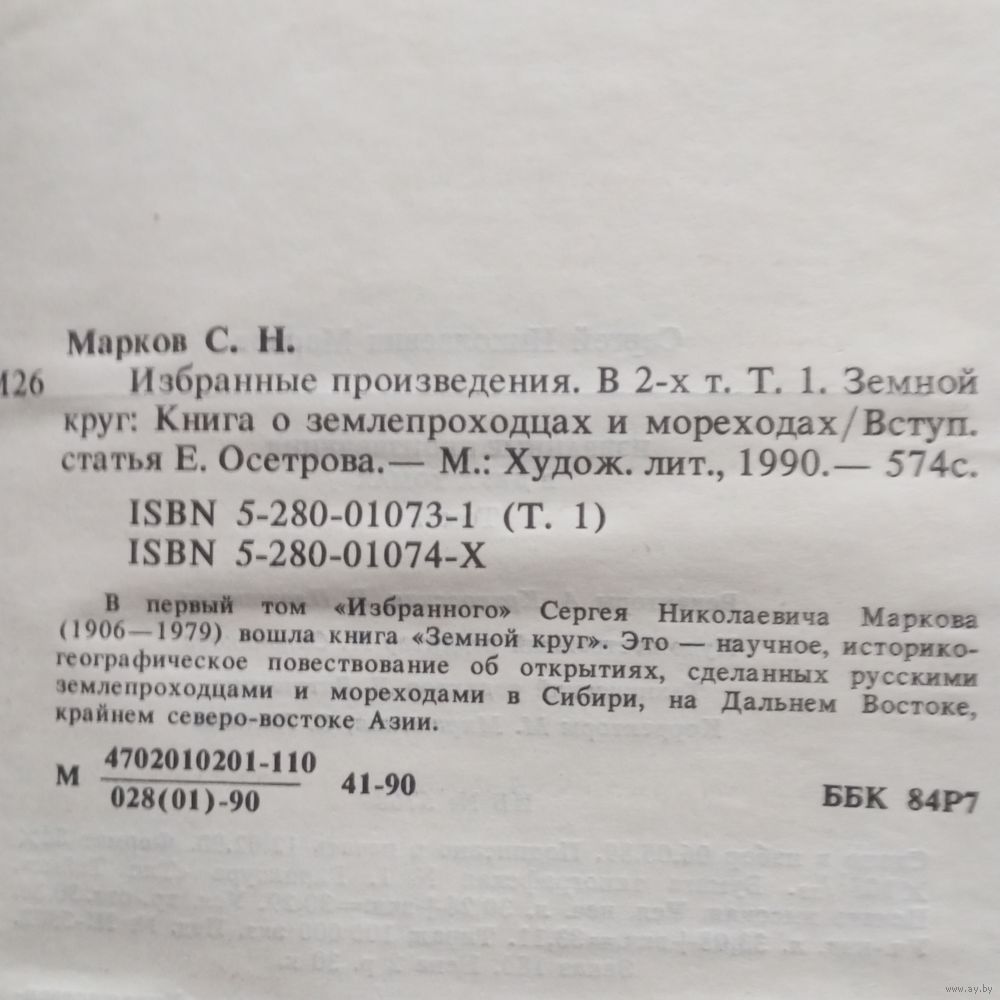 Марков С. Н.
М26 Избранные произведения. В 2-х т. Т. 1. Земной
круг: Книга о землепроходцах и мореходах/Вступ.
статья Е. Осетрова.— М.: Худож. лит., 1990.— 574с.
ISBN 5-280-01073-1 (Т. 1)
ISBN 5-280-01074-X
В первый том «Избранного» Сергея Николаевича Маркова
(1906—1979) вошла книга «Земной круг». Это — научное, историко-
географическое повествование об открытиях, сделанных русскими
землепроходцами и мореходами в Сибири, на Дальнем Востоке,
крайнем северо-востоке Азии.
М 4702010201-110 41-90
028(01)-90
ББК 84Р7
www.ay.by